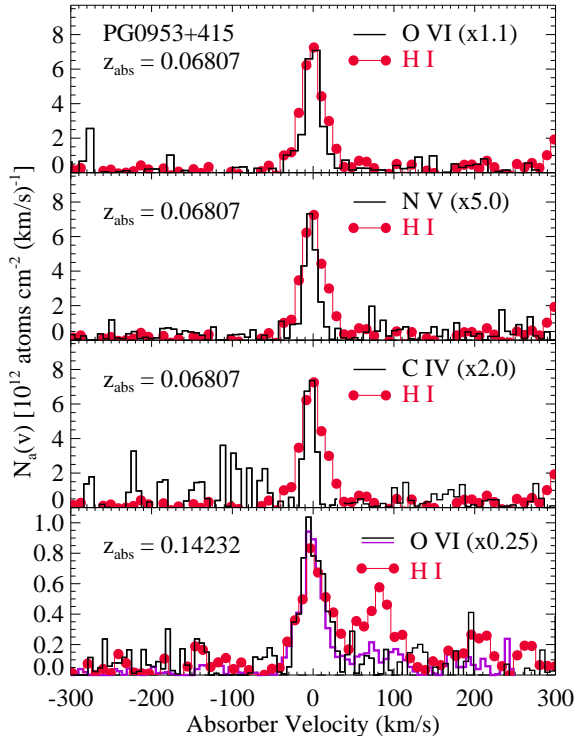 PG0953+415
O VI (x1.1)
z_abs = 0.06807
H I
8
6
4
2
0
z_abs = 0.06807
N V (x5.0)
H I
8
6
4
2
0
z_abs = 0.06807
C IV (x2.0)
H I
8
6
4
2
0
z_abs = 0.14232
O VI (x0.25)
H I
1.0
0.8
0.6
0.4
0.2
0.0
N_a(v) [10^12 atoms cm^-2 (km/s)^-1]
-300 -200 -100 0 100 200 300
Absorber Velocity (km/s)